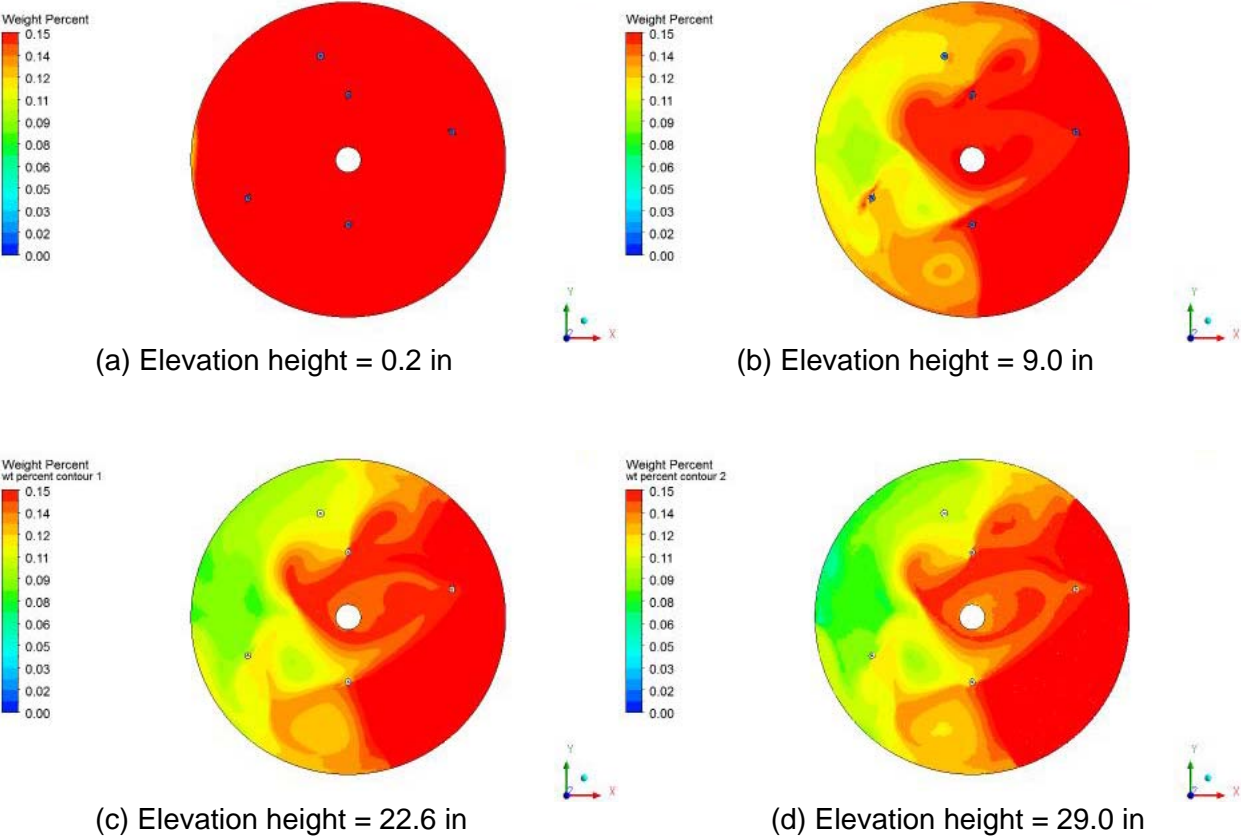 Weight Percent
0.15
0.14
0.12
0.11
0.09
0.08
0.06
0.05
0.03
0.02
0.00
Y
Z
X
(a) Elevation height = 0.2 in
Weight Percent
0.15
0.14
0.12
0.11
0.09
0.08
0.06
0.05
0.03
0.02
0.00
Y
Z
X
(b) Elevation height = 9.0 in
Weight Percent
wt percent contour 1
0.15
0.14
0.12
0.11
0.09
0.08
0.06
0.05
0.03
0.02
0.00
Y
Z
X
(c) Elevation height = 22.6 in
Weight Percent
wt percent contour 2
0.15
0.14
0.12
0.11
0.09
0.08
0.06
0.05
0.03
0.02
0.00
Y
Z
X
(d) Elevation height = 29.0 in